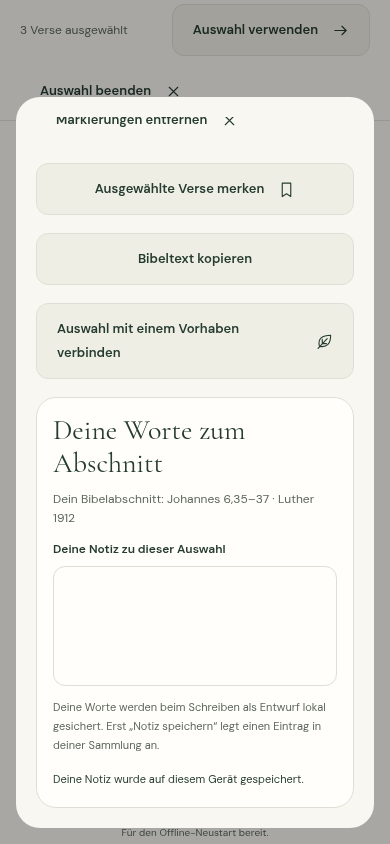 3 Verse ausgewählt
Auswahl verwenden
Auswahl beenden
Markierungen entfernen
Ausgewählte Verse merken
Bibeltext kopieren
Auswahl mit einem Vorhaben
verbinden
Deine Worte zum
Abschnitt
Dein Bibelabschnitt: Johannes 6,35–37 · Luther
1912
Deine Notiz zu dieser Auswahl
Deine Worte werden beim Schreiben als Entwurf lokal
gesichert. Erst „Notiz speichern“ legt einen Eintrag in
deiner Sammlung an.
Deine Notiz wurde auf diesem Gerät gespeichert.
Für den Offline-Neustart bereit.